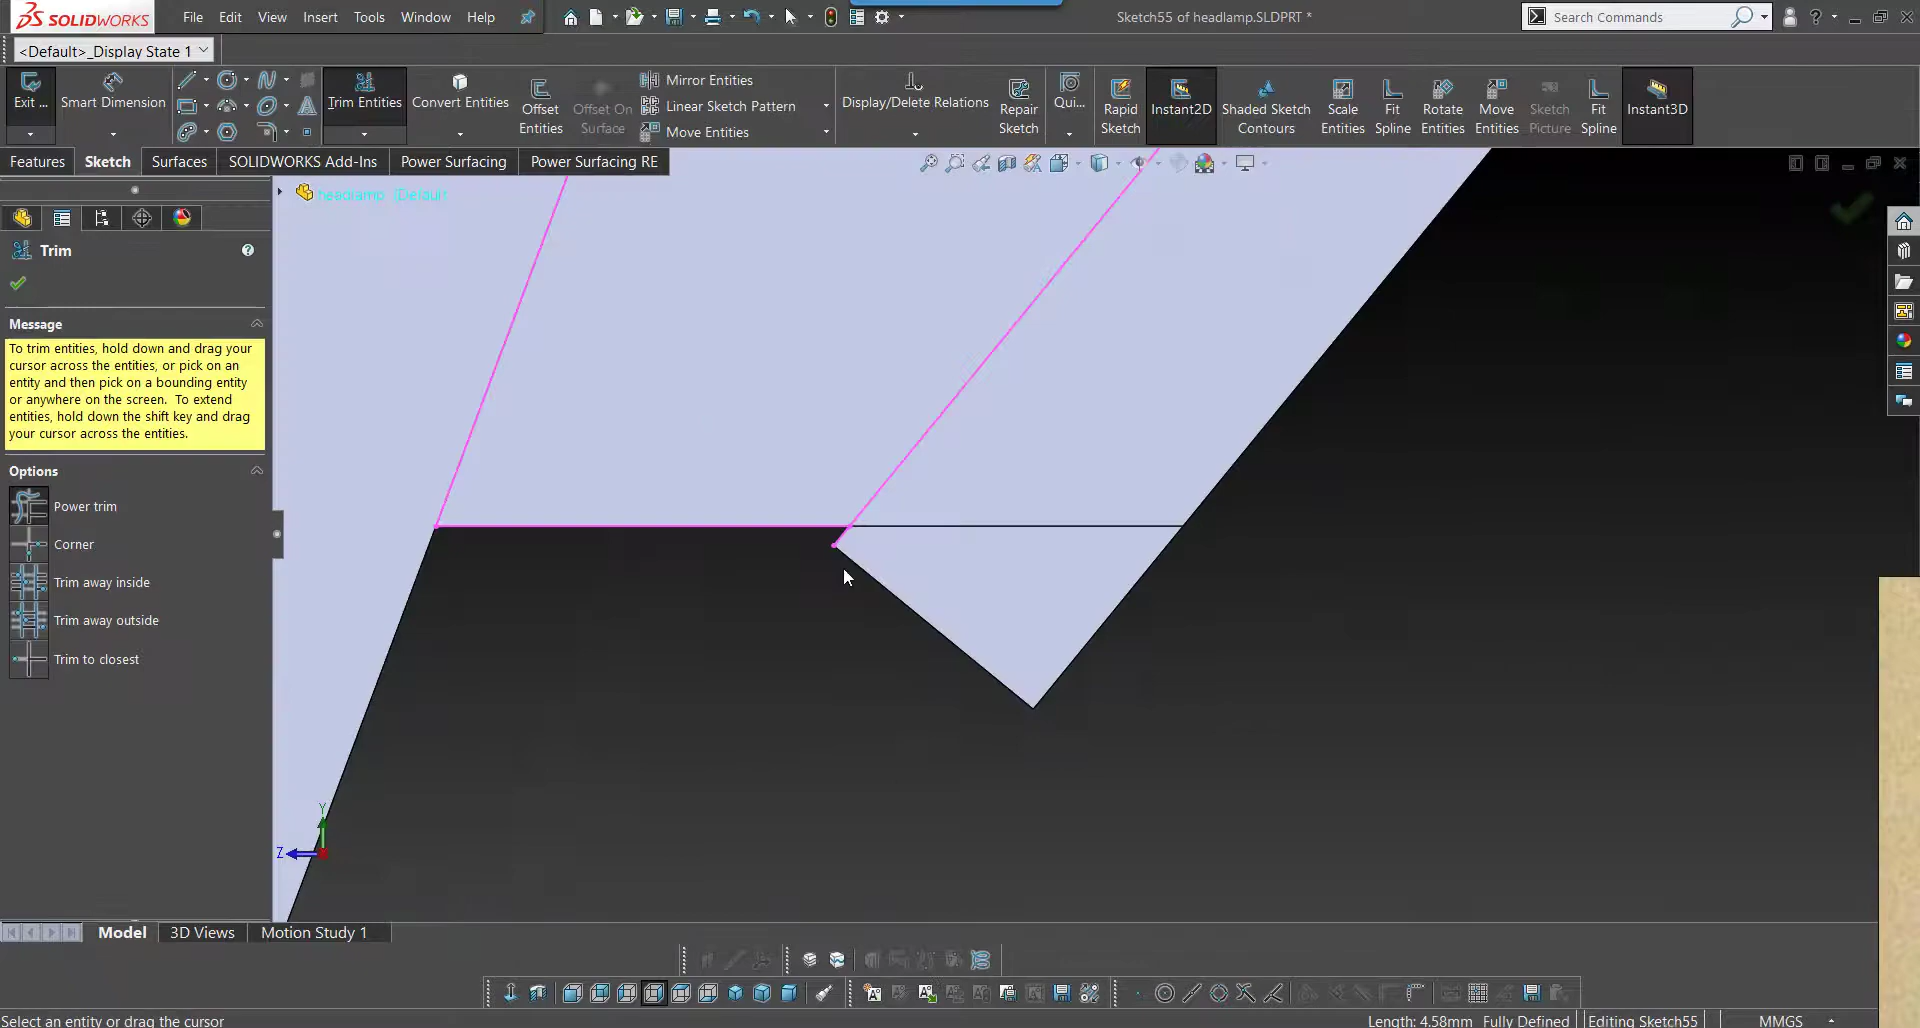 SOLIDWORKS
File Edit View Insert Tools Window Help
Sketch55 of headlamp.SLDPRT *
Search Commands
<Default>_Display State 1
Exit ...
Smart Dimension
Trim Entities
Convert Entities
Offset Entities
Offset On Surface
Mirror Entities
Linear Sketch Pattern
Move Entities
Display/Delete Relations
Repair Sketch
Qui...
Rapid Sketch
Instant2D
Shaded Sketch Contours
Scale Entities
Fit Spline
Rotate Entities
Move Entities
Sketch Picture
Fit Spline
Instant3D
Features Sketch Surfaces SOLIDWORKS Add-Ins Power Surfacing Power Surfacing RE
headlamp (Default
Trim
Message
To trim entities, hold down and drag your
cursor across the entities, or pick on an
entity and then pick on a bounding entity
or anywhere on the screen. To extend
entities, hold down the shift key and drag
your cursor across the entities.
Options
Power trim
Corner
Trim away inside
Trim away outside
Trim to closest
Y
Z
Model 3D Views Motion Study 1
Select an entity or drag the cursor
Length: 4.58mm Fully Defined Editing Sketch55 MMGS